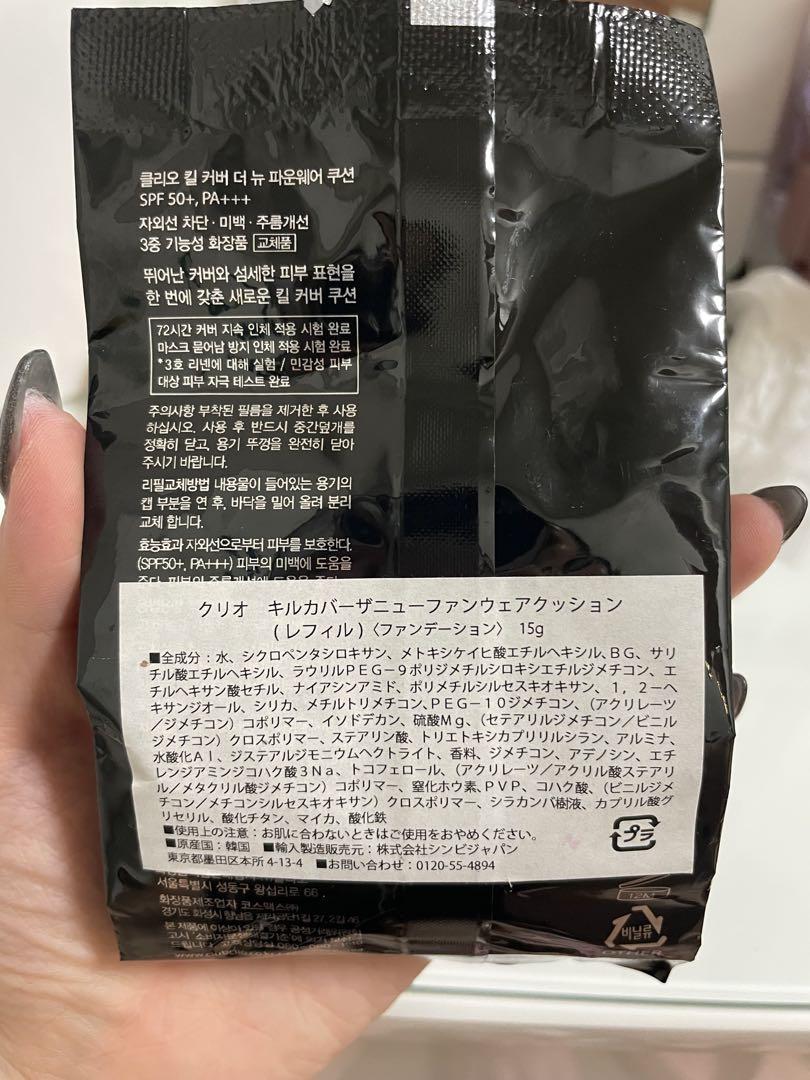 클리오 킬 커버 더 뉴 파운웨어 쿠션
SPF 50+, PA+++
자외선 차단 · 미백 · 주름개선
3중 기능성 화장품 교체품
뛰어난 커버와 섬세한 피부 표현을
한 번에 갖춘 새로운 킬 커버 쿠션
72시간 커버 지속 인체 적용 시험 완료
마스크 묻어남 방지 인체 적용 시험 완료
*3호 리넨에 대해 실험 / 민감성 피부
대상 피부 자극 테스트 완료
주의사항 부착된 필름을 제거한 후 사용
하십시오. 사용 후 반드시 중간덮개를
정확히 닫고, 용기 뚜껑을 완전히 닫아
주시기 바랍니다.
리필교체방법 내용물이 들어있는 용기의
캡 부분을 연 후, 바닥을 밀어 올려 분리
교체 합니다.
효능효과 자외선으로부터 피부를 보호한다.
(SPF50+, PA+++) 피부의 미백에 도움을
준다. 피부의 주름개선에 도움을 준다.
クリオ キルカバーザニューファンウェアクッション
(レフィル)〈ファンデーション〉 15g
■全成分：水、シクロペンタシロキサン、メトキシケイヒ酸エチルヘキシル、BG、サリ
チル酸エチルヘキシル、ラウリルPEG－9ポリジメチルシロキシエチルジメチコン、エ
チルヘキサン酸セチル、ナイアシンアミド、ポリメチルシルセスキオキサン、1，2－ヘ
キサンジオール、シリカ、メチルトリメチコン、PEG－10ジメチコン、（アクリレーツ
／ジメチコン）コポリマー、イソドデカン、硫酸Mg、（セテアリルジメチコン／ビニル
ジメチコン）クロスポリマー、ステアリン酸、トリエトキシカプリリルシラン、アルミナ、
水酸化Al、ジステアルジモニウムヘクトライト、香料、ジメチコン、アデノシン、エチ
レンジアミンジコハク酸3Na、トコフェロール、（アクリレーツ／アクリル酸ステアリ
ル／メタクリル酸ジメチコン）コポリマー、窒化ホウ素、PVP、コハク酸、（ビニルジメ
チコン／メチコンシルセスキオキサン）クロスポリマー、シラカンバ樹液、カプリル酸グ
リセリル、酸化チタン、マイカ、酸化鉄
■使用上の注意：お肌に合わないときはご使用をおやめください。
■原産国：韓国 ■輸入製造販売元：株式会社シンビジャパン
東京都墨田区本所 4-13-4 ■お問い合わせ：0120-55-4894
プラ
서울특별시 성동구 왕십리로 66
화장품제조업자 코스맥스㈜
12M
비닐류
OTHER